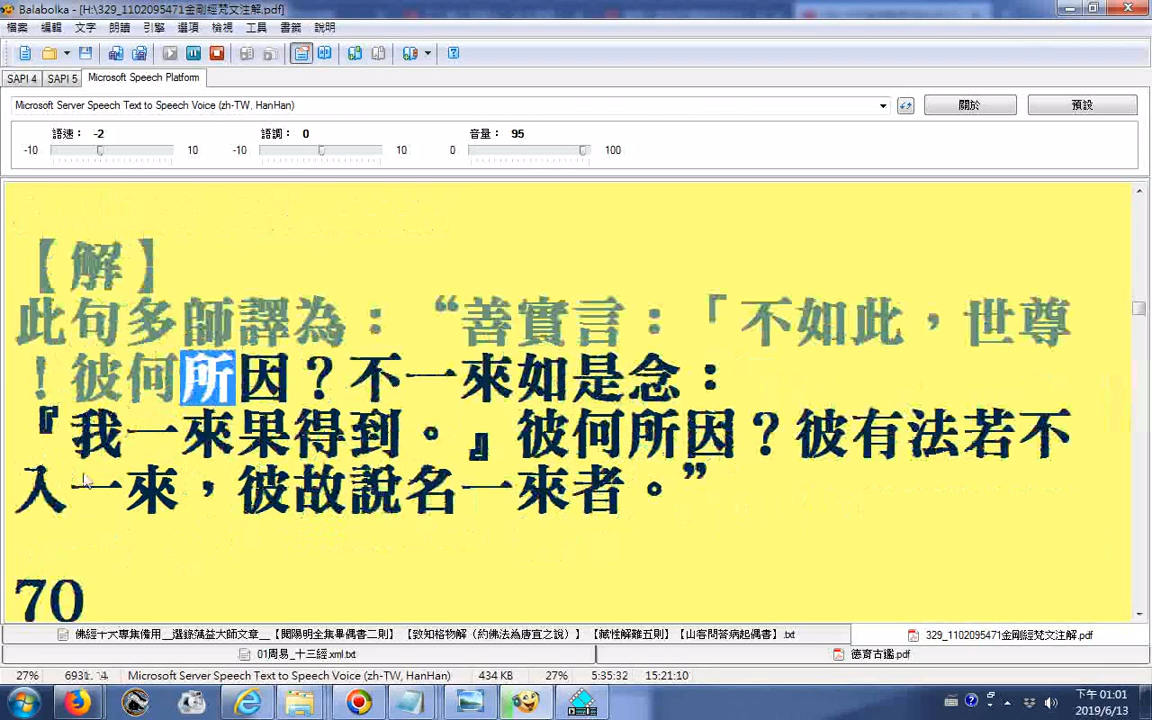 Balabolka - [H:\329_1102095471金剛經梵文注解.pdf]
檔案 編輯 文字 朗讀 引擎 選項 檢視 工具 書籤 說明
SAPI 4 SAPI 5 Microsoft Speech Platform
Microsoft Server Speech Text to Speech Voice (zh-TW, HanHan) 關於 預設
語速： -2 語調： 0 音量： 95
-10 10 -10 10 0 100
【解】
此句多師譯為：“善實言：「不如此，世尊
！彼何所因？不一來如是念：
『我一來果得到。』彼何所因？彼有法若不
入一來，彼故說名一來者。”
70
佛經十大專集備用__選錄蕅益大師文章__【閱陽明全集畢偶書二則】【致知格物解（約佛法為唐宜之說）】【藏性解難五則】【山客問答病起偶書】.txt 329_1102095471金剛經梵文注解.pdf
01周易_十三經.xml.txt 德育古鑑.pdf
27% Microsoft Server Speech Text to Speech Voice (zh-TW, HanHan) 434 KB 27% 5:35:32 15:21:10
下午 01:01
2019/6/13